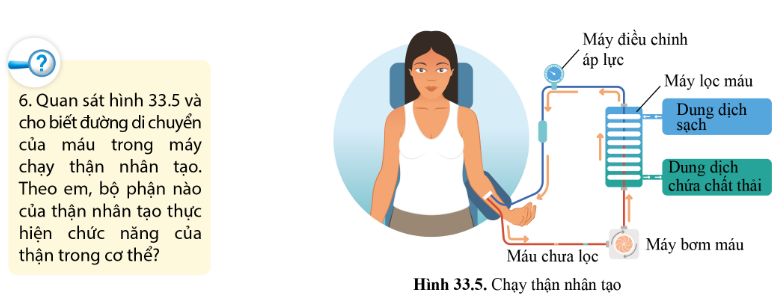 6. Quan sát hình 33.5 và
cho biết đường di chuyển
của máu trong máy
chạy thận nhân tạo.
Theo em, bộ phận nào
của thận nhân tạo thực
hiện chức năng của
thận trong cơ thể?
Máy điều chỉnh
áp lực
Máy lọc máu
Dung dịch
sạch
Dung dịch
chứa chất thải
Máy bơm máu
Máu chưa lọc
Hình 33.5. Chạy thận nhân tạo